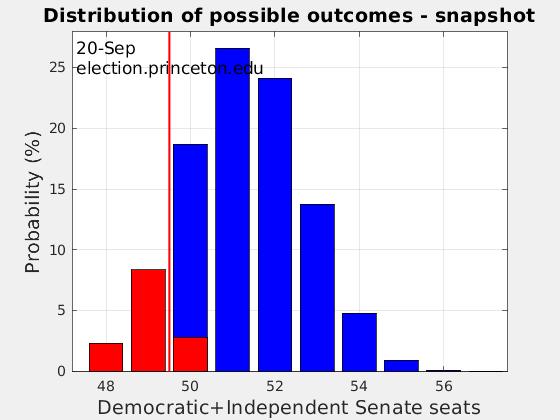 Distribution of possible outcomes - snapshot
20-Sep
election.princeton.edu
25
20
15
10
5
0
Probability (%)
48 50 52 54 56
Democratic+Independent Senate seats